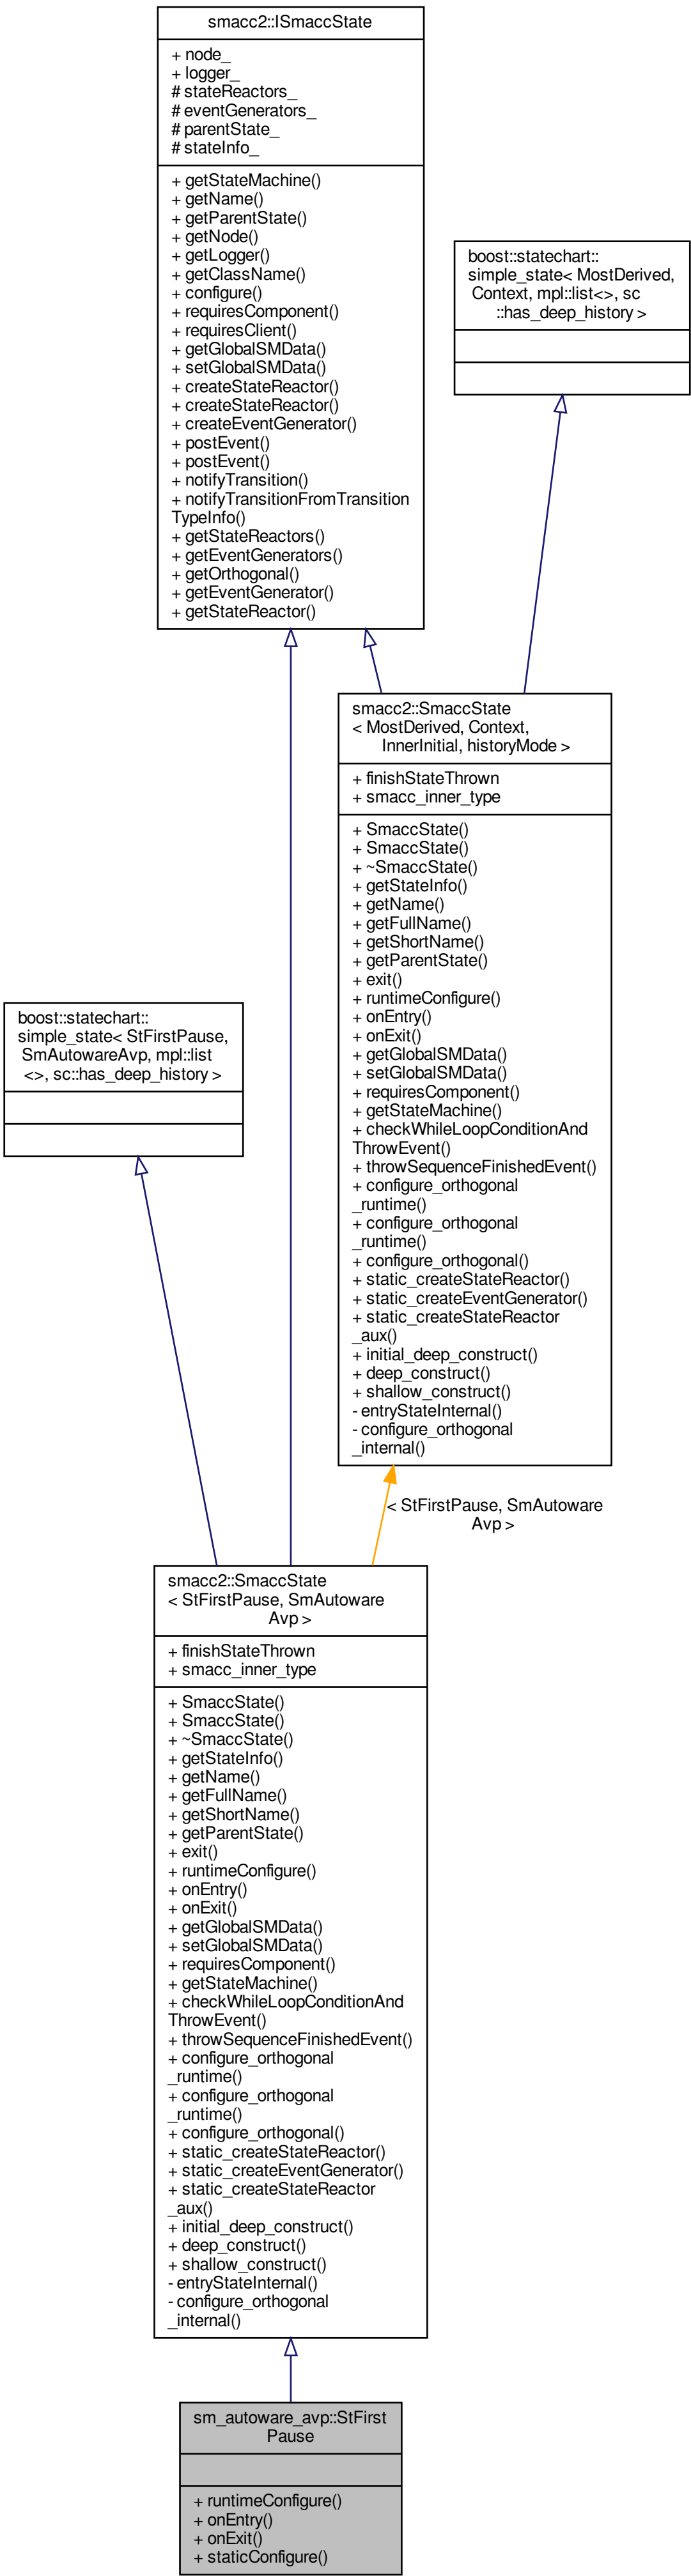 smacc2::ISmaccState
+ node_
+ logger_
# stateReactors_
# eventGenerators_
# parentState_
# stateInfo_
+ getStateMachine()
+ getName()
+ getParentState()
+ getNode()
+ getLogger()
+ getClassName()
+ configure()
+ requiresComponent()
+ requiresClient()
+ getGlobalSMData()
+ setGlobalSMData()
+ createStateReactor()
+ createStateReactor()
+ createEventGenerator()
+ postEvent()
+ postEvent()
+ notifyTransition()
+ notifyTransitionFromTransition
TypeInfo()
+ getStateReactors()
+ getEventGenerators()
+ getOrthogonal()
+ getEventGenerator()
+ getStateReactor()
boost::statechart::
simple_state< MostDerived,
Context, mpl::list<>, sc
::has_deep_history >
smacc2::SmaccState
< MostDerived, Context,
InnerInitial, historyMode >
+ finishStateThrown
+ smacc_inner_type
+ SmaccState()
+ SmaccState()
+ ~SmaccState()
+ getStateInfo()
+ getName()
+ getFullName()
+ getShortName()
+ getParentState()
+ exit()
+ runtimeConfigure()
+ onEntry()
+ onExit()
+ getGlobalSMData()
+ setGlobalSMData()
+ requiresComponent()
+ getStateMachine()
+ checkWhileLoopConditionAnd
ThrowEvent()
+ throwSequenceFinishedEvent()
+ configure_orthogonal
_runtime()
+ configure_orthogonal
_runtime()
+ configure_orthogonal()
+ static_createStateReactor()
+ static_createEventGenerator()
+ static_createStateReactor
_aux()
+ initial_deep_construct()
+ deep_construct()
+ shallow_construct()
- entryStateInternal()
- configure_orthogonal
_internal()
boost::statechart::
simple_state< StFirstPause,
SmAutowareAvp, mpl::list
<>, sc::has_deep_history >
< StFirstPause, SmAutoware
Avp >
smacc2::SmaccState
< StFirstPause, SmAutoware
Avp >
+ finishStateThrown
+ smacc_inner_type
+ SmaccState()
+ SmaccState()
+ ~SmaccState()
+ getStateInfo()
+ getName()
+ getFullName()
+ getShortName()
+ getParentState()
+ exit()
+ runtimeConfigure()
+ onEntry()
+ onExit()
+ getGlobalSMData()
+ setGlobalSMData()
+ requiresComponent()
+ getStateMachine()
+ checkWhileLoopConditionAnd
ThrowEvent()
+ throwSequenceFinishedEvent()
+ configure_orthogonal
_runtime()
+ configure_orthogonal
_runtime()
+ configure_orthogonal()
+ static_createStateReactor()
+ static_createEventGenerator()
+ static_createStateReactor
_aux()
+ initial_deep_construct()
+ deep_construct()
+ shallow_construct()
- entryStateInternal()
- configure_orthogonal
_internal()
sm_autoware_avp::StFirst
Pause
+ runtimeConfigure()
+ onEntry()
+ onExit()
+ staticConfigure()